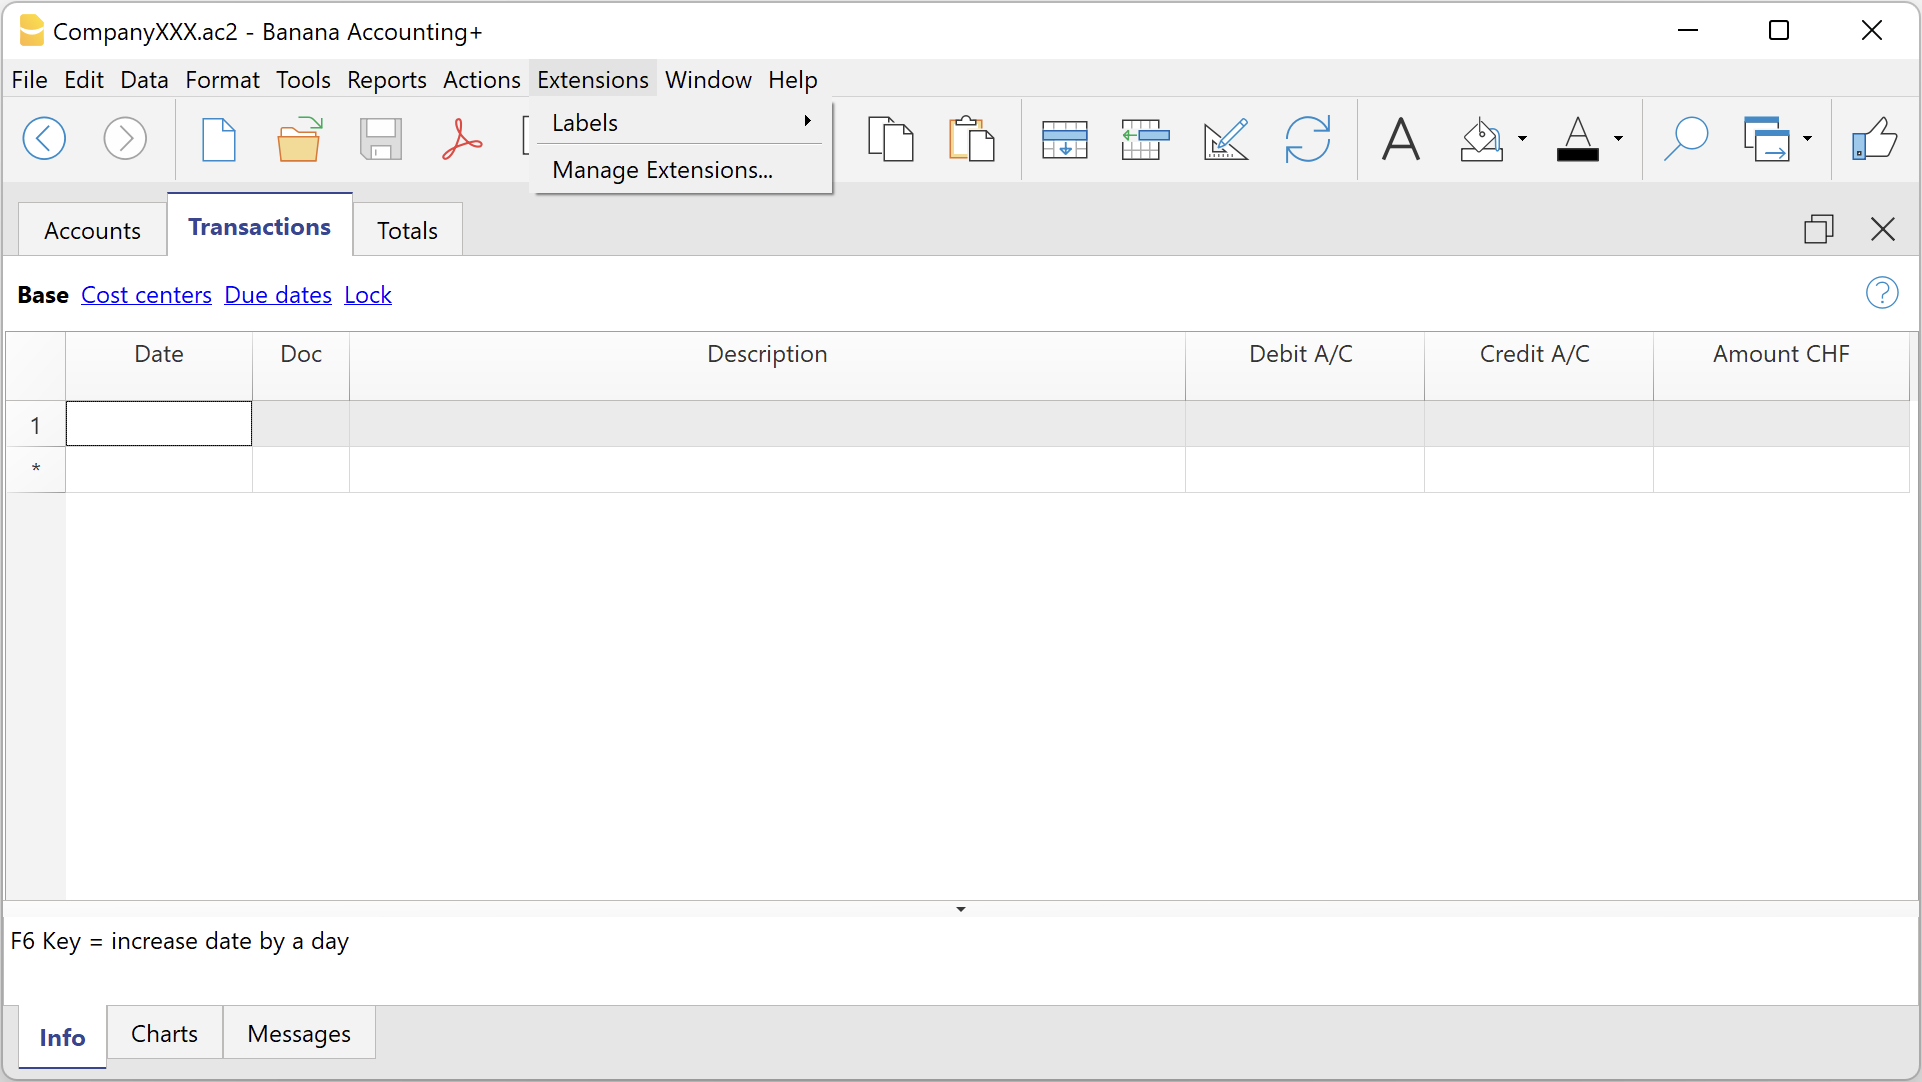 CompanyXXX.ac2 - Banana Accounting+
File Edit Data Format Tools Reports Actions Extensions Window Help
Labels
Manage Extensions...
Accounts Transactions Totals
Base Cost centers Due dates Lock
Date Doc Description Debit A/C Credit A/C Amount CHF
1
*
F6 Key = increase date by a day
Info Charts Messages